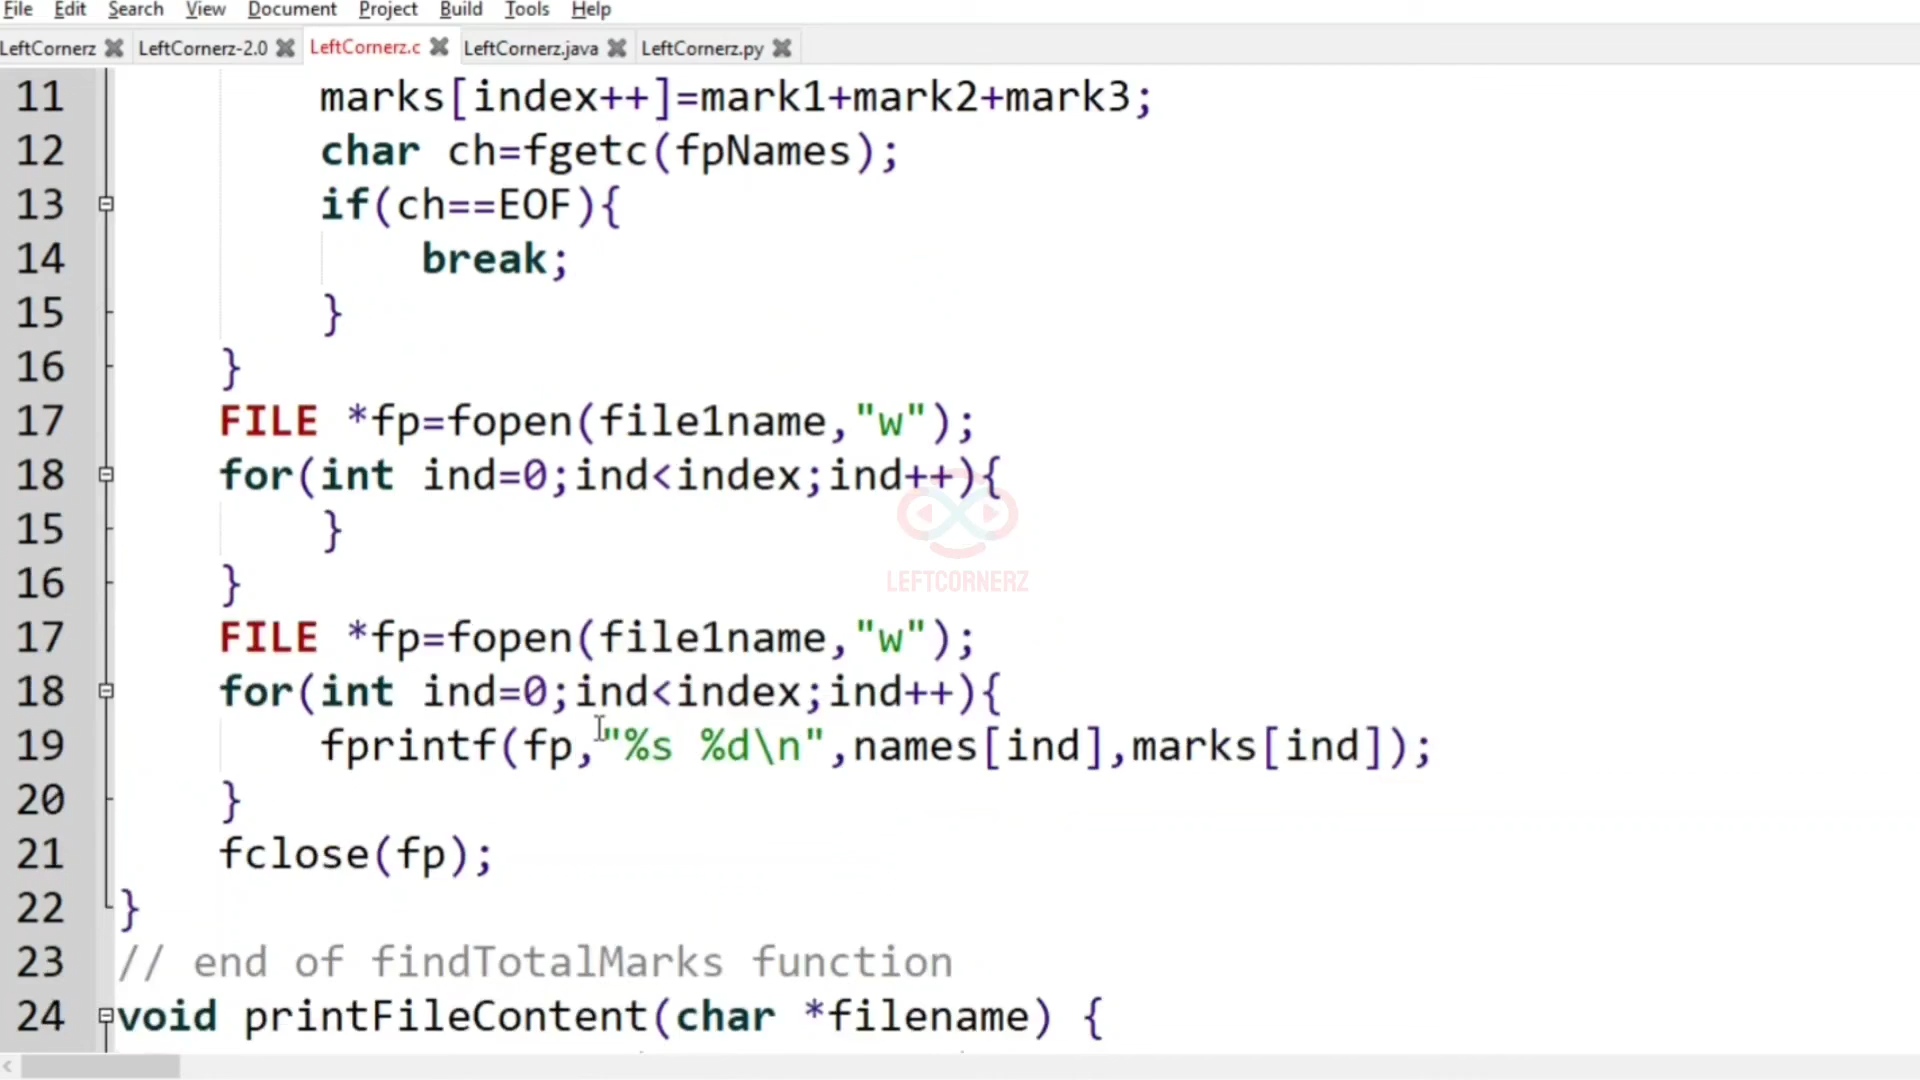 File Edit Search View Document Project Build Tools Help
LeftCornerz LeftCornerz-2.0 LeftCornerz.c LeftCornerz.java LeftCornerz.py
11 marks[index++]=mark1+mark2+mark3;
12 char ch=fgetc(fpNames);
13 if(ch==EOF){
14 break;
15 }
16 }
17 FILE *fp=fopen(file1name,"w");
18 for(int ind=0;ind<index;ind++){
15 }
16 }
17 FILE *fp=fopen(file1name,"w");
18 for(int ind=0;ind<index;ind++){
19 fprintf(fp,"%s %d\n",names[ind],marks[ind]);
20 }
21 fclose(fp);
22 }
23 // end of findTotalMarks function
24 void printFileContent(char *filename) {
LEFTCORNERZ